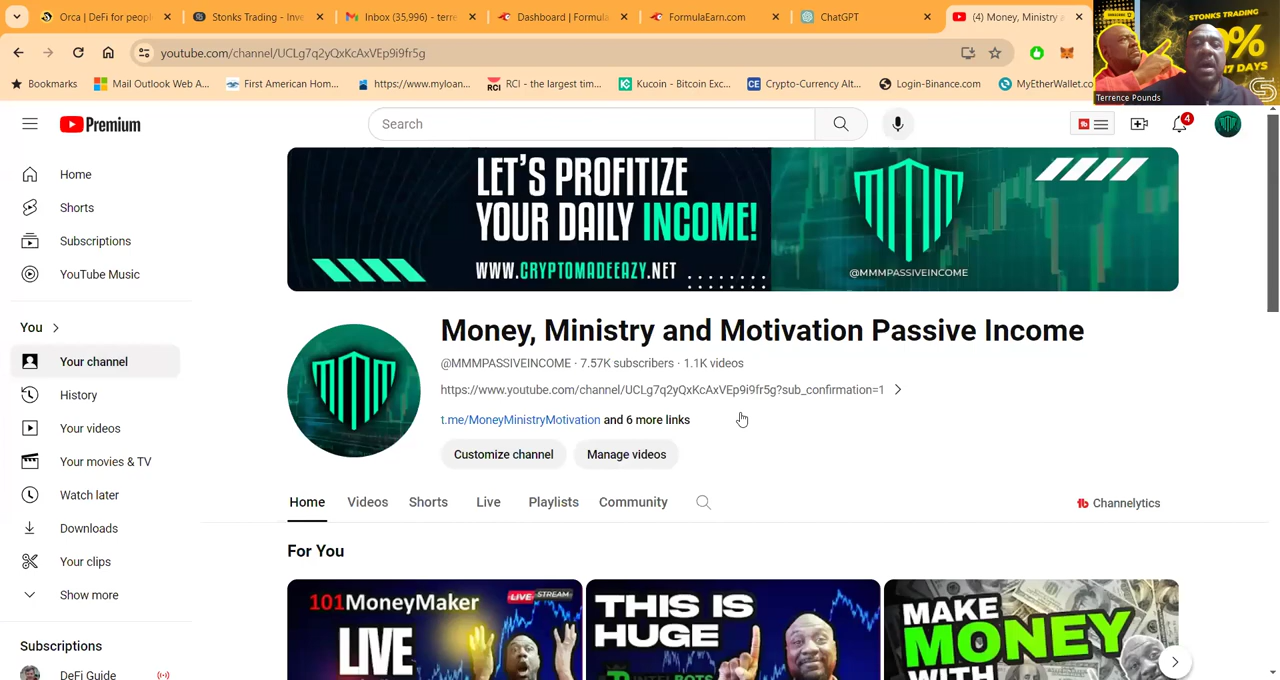 Orca | DeFi for peopl
Stonks Trading - Inve
Inbox (35,996) - terre
Dashboard | Formula
FormulaEarn.com
ChatGPT
(4) Money, Ministry a
youtube.com/channel/UCLg7q2yQxKcAxVEp9i9fr5g
Bookmarks
Mail Outlook Web A...
First American Hom...
https://www.myloan...
RCI
RCI - the largest tim...
Kucoin - Bitcoin Exc...
CE
Crypto-Currency Alt...
Login-Binance.com
MyEtherWallet.co
STONKS TRADING
%
17 DAYS
Terrence Pounds
Premium
Search
4
Home
Shorts
Subscriptions
YouTube Music
You
Your channel
History
Your videos
Your movies & TV
Watch later
Downloads
Your clips
Show more
Subscriptions
DeFi Guide
LET'S PROFITIZE
YOUR DAILY INCOME!
WWW.CRYPTOMADEEAZY.NET
@MMMPASSIVEINCOME
Money, Ministry and Motivation Passive Income
@MMMPASSIVEINCOME · 7.57K subscribers · 1.1K videos
https://www.youtube.com/channel/UCLg7q2yQxKcAxVEp9i9fr5g?sub_confirmation=1
t.me/MoneyMinistryMotivation and 6 more links
Customize channel
Manage videos
Home
Videos
Shorts
Live
Playlists
Community
Channelytics
For You
101MoneyMaker
LIVE STREAM
LIVE
THIS IS
HUGE
INTELBOTS
MAKE
MONEY
WITH